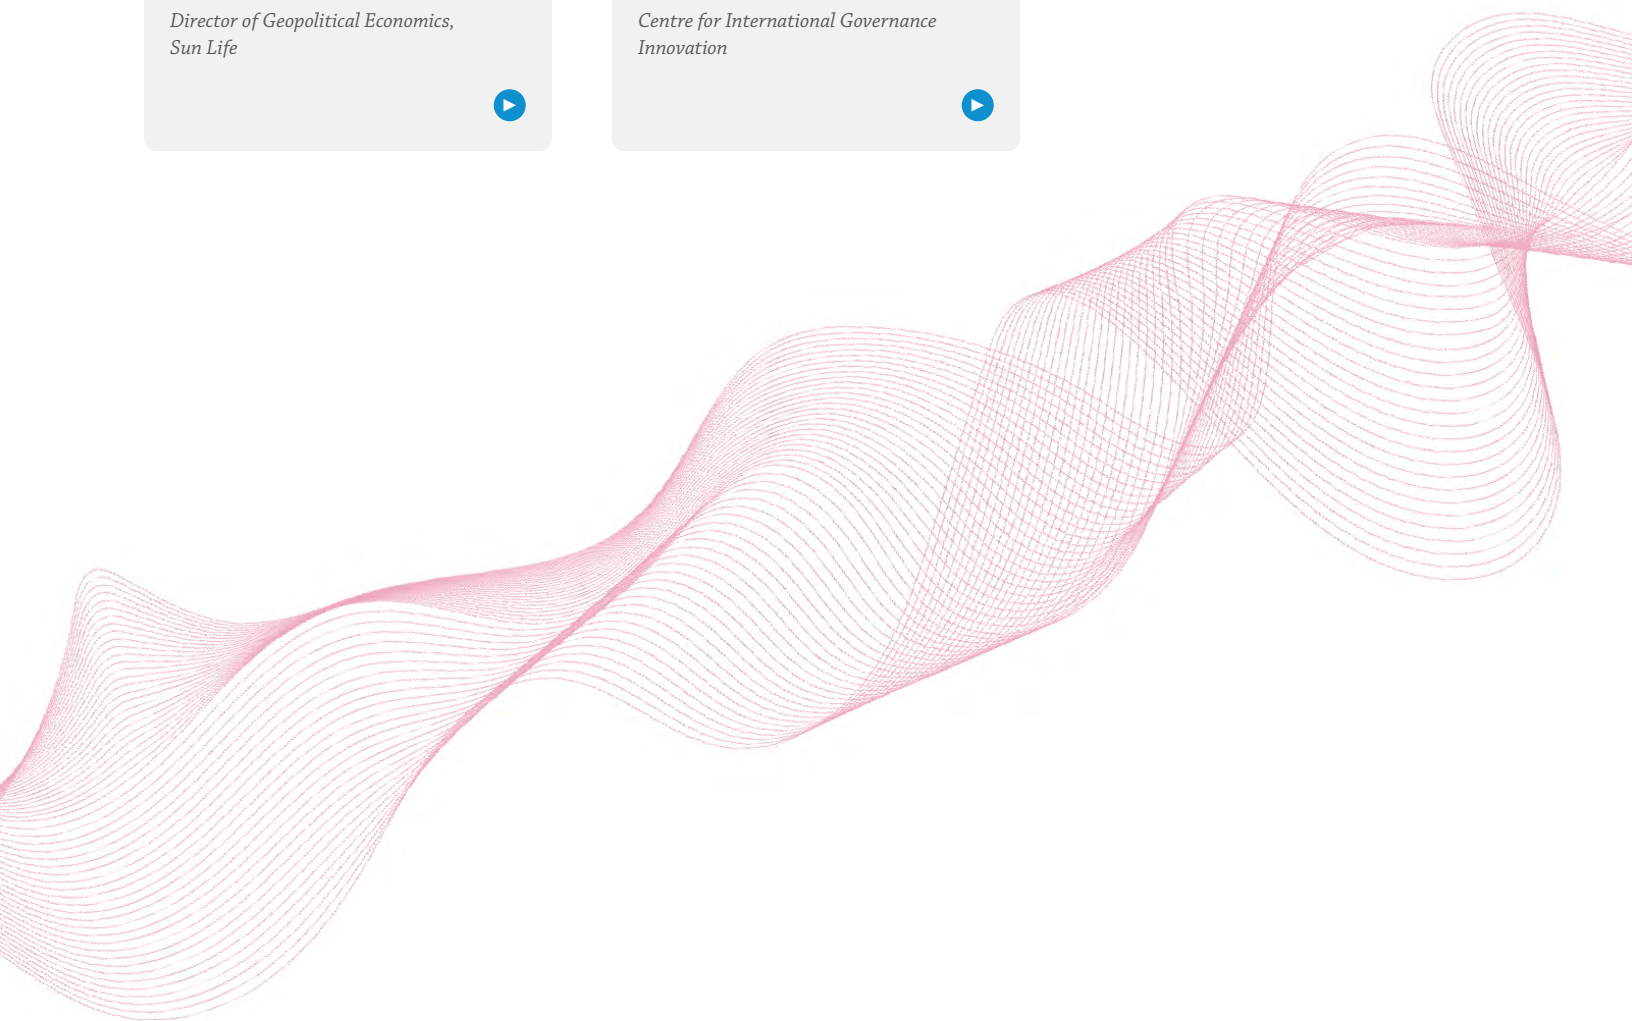 Director of Geopolitical Economics,
Sun Life
Centre for International Governance
Innovation